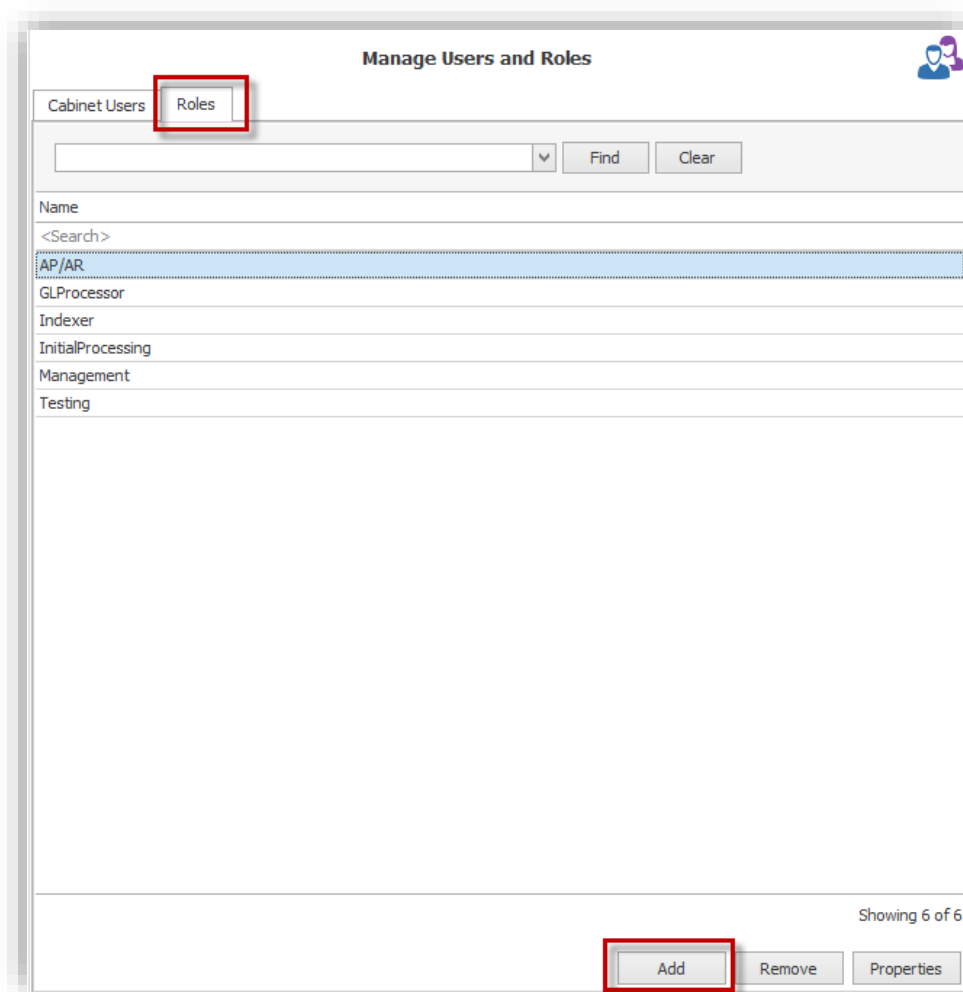 Manage Users and Roles
Cabinet Users Roles
Find Clear
Name
<Search>
AP/AR
GLProcessor
Indexer
InitialProcessing
Management
Testing
Showing 6 of 6
Add Remove Properties